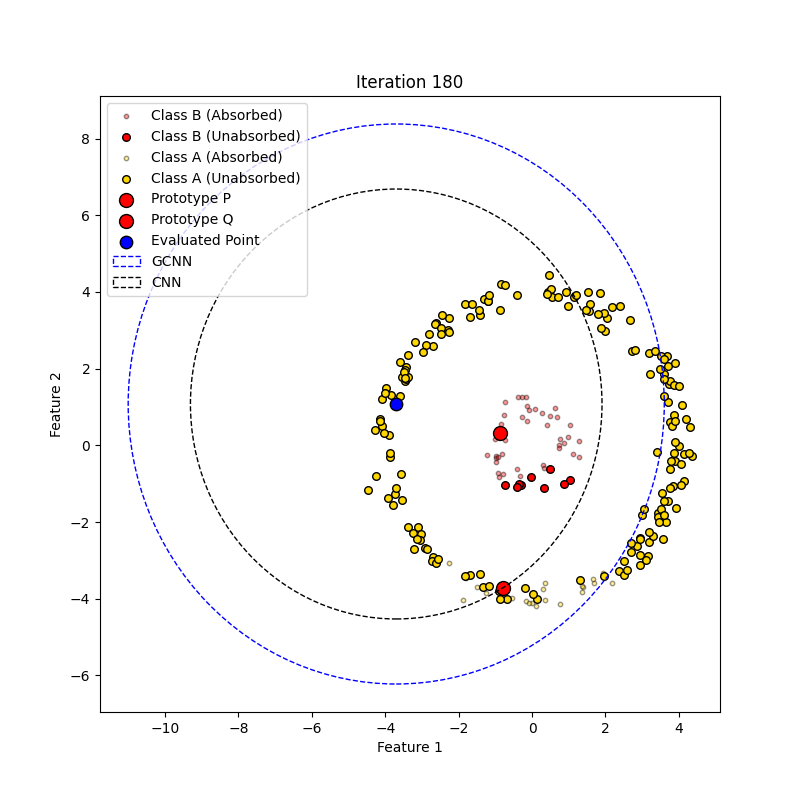 Iteration 180
Class B (Absorbed)
Class B (Unabsorbed)
Class A (Absorbed)
Class A (Unabsorbed)
Prototype P
Prototype Q
Evaluated Point
GCNN
CNN
8
6
4
2
0
−2
−4
−6
Feature 2
−10 −8 −6 −4 −2 0 2 4
Feature 1